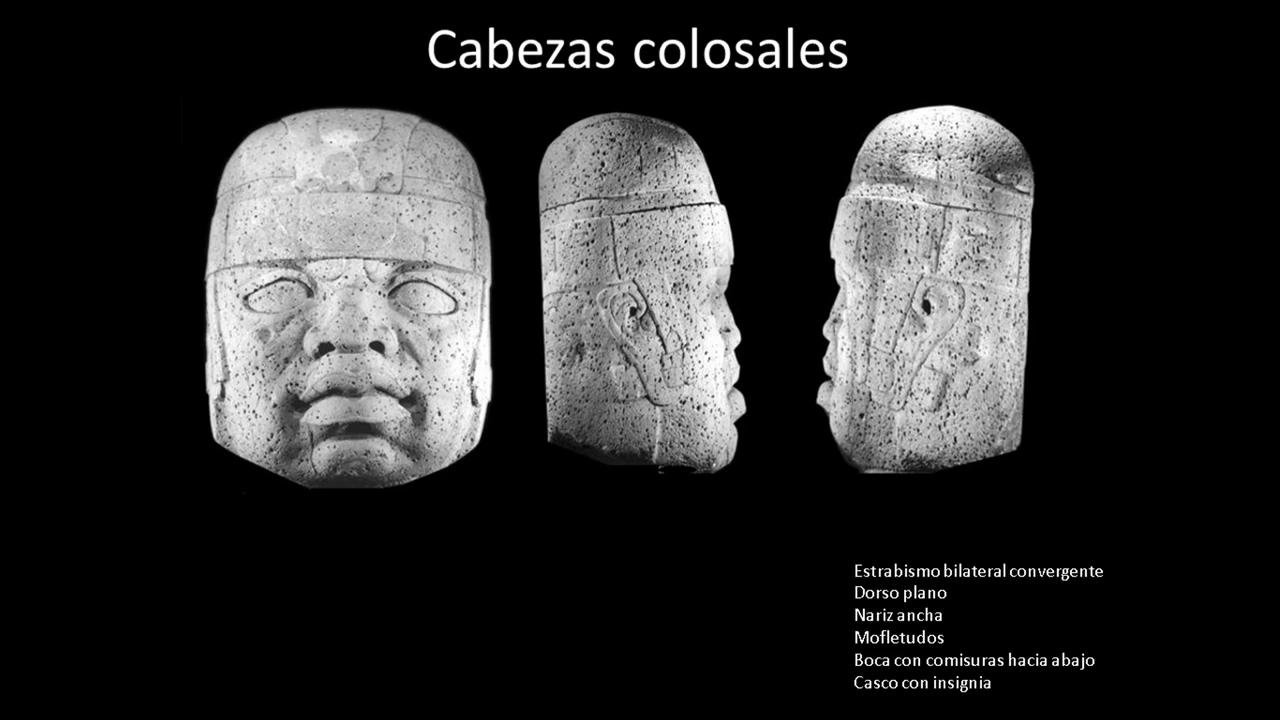 Cabezas colosales
Estrabismo bilateral convergente
Dorso plano
Nariz ancha
Mofletudos
Boca con comisuras hacia abajo
Casco con insignia